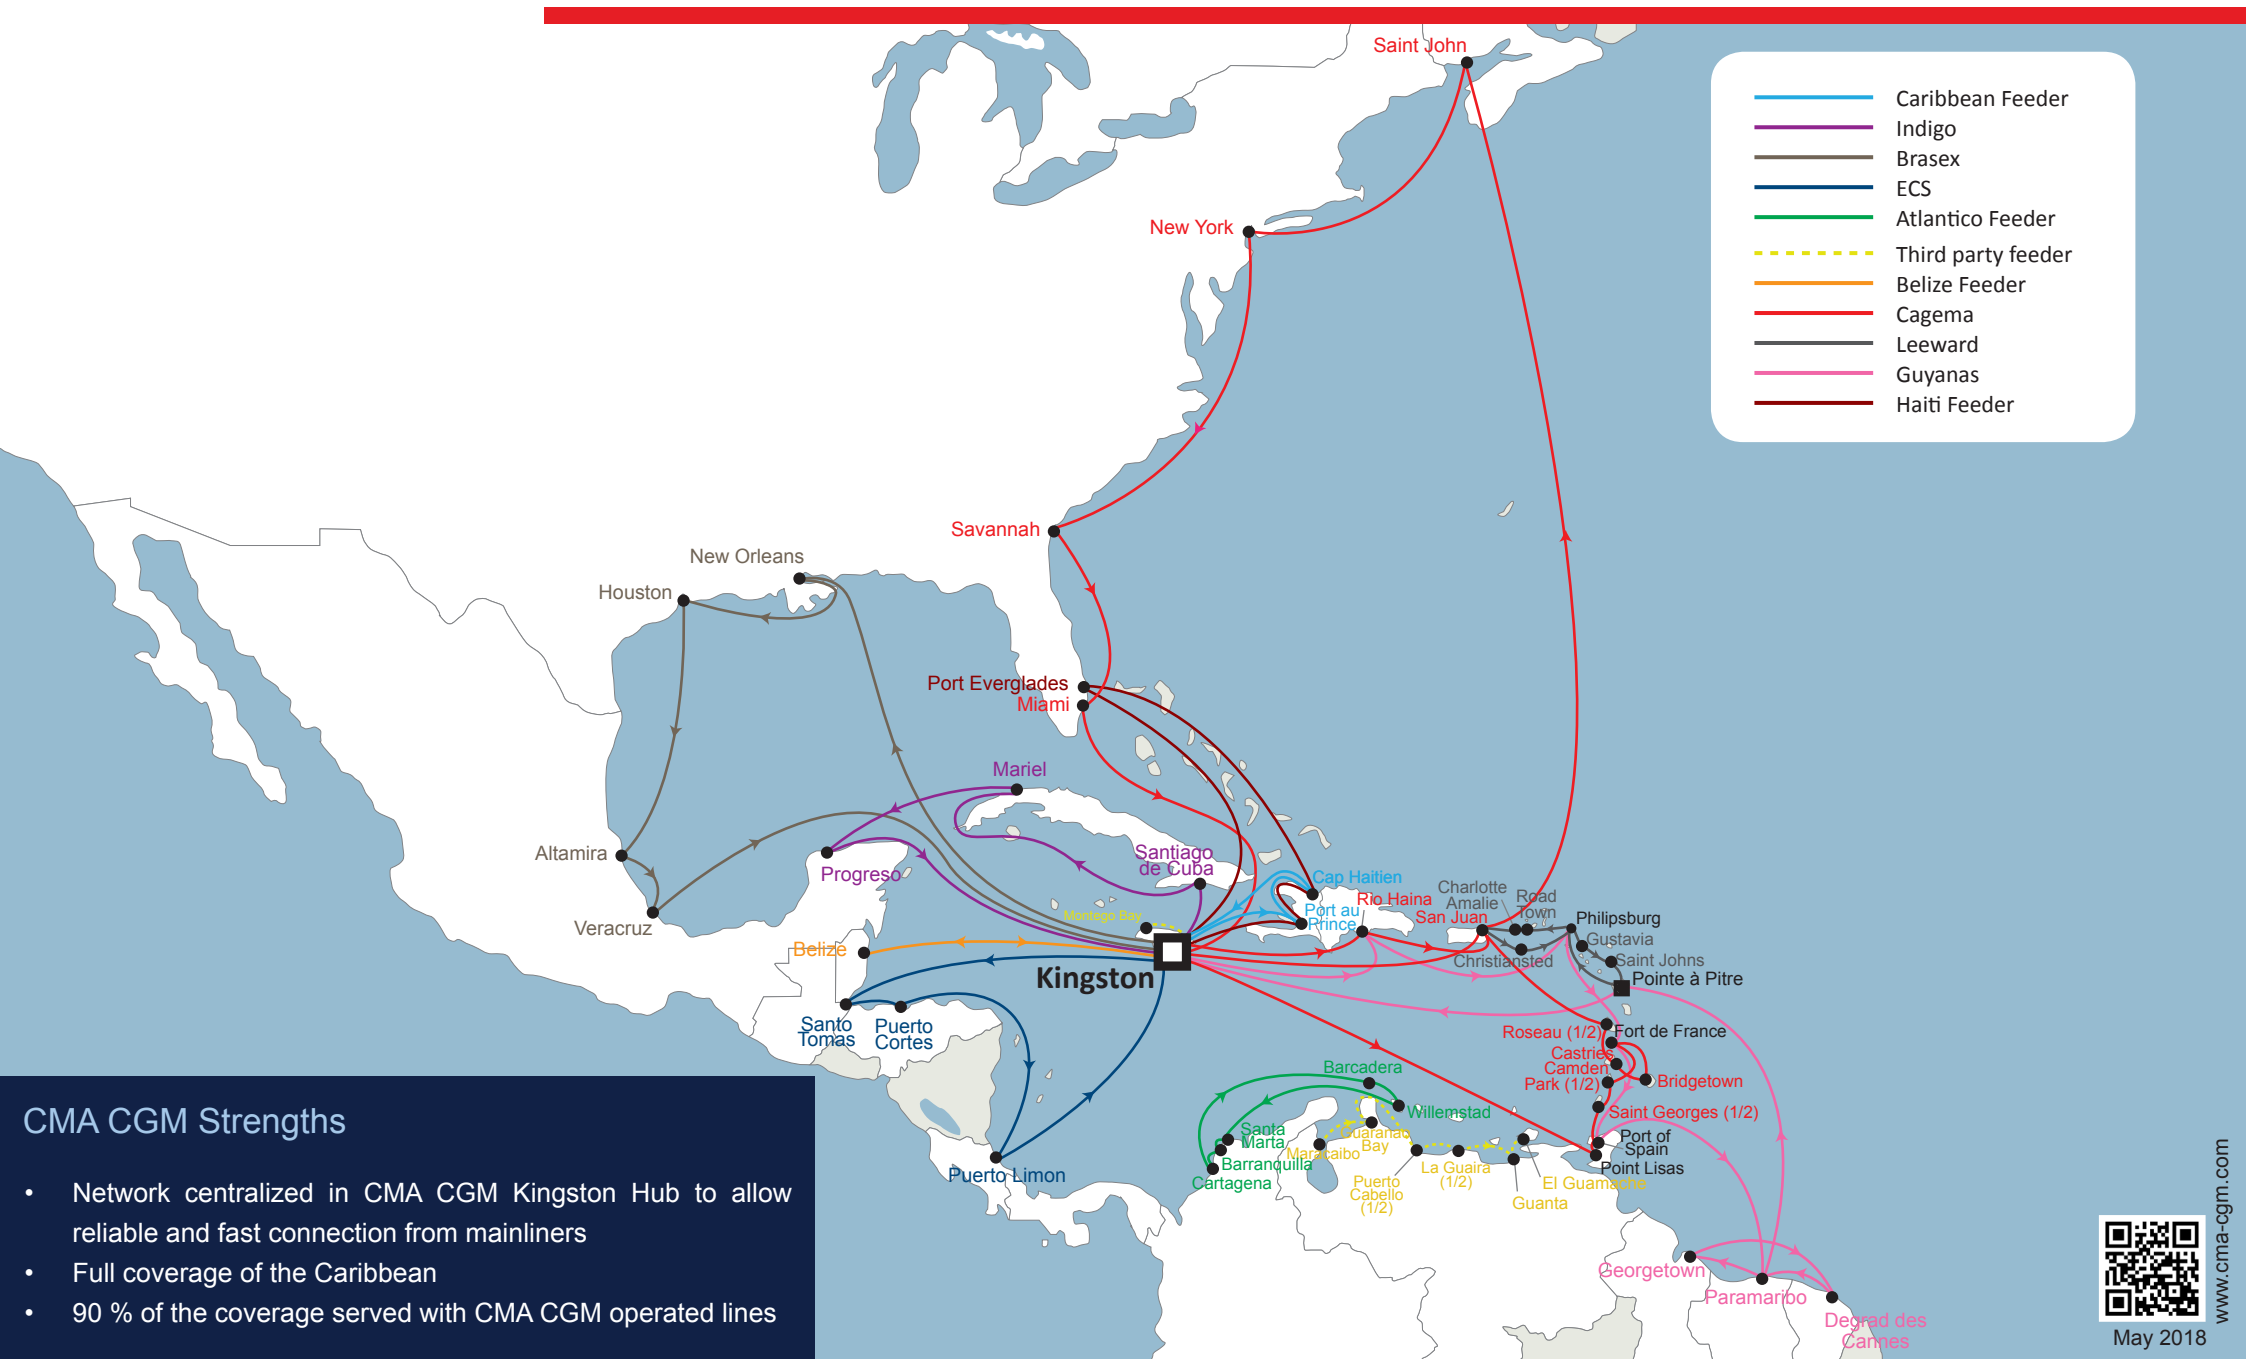 Saint John
New York
Savannah
New Orleans
Houston
Port Everglades
Miami
Mariel
Altamira
Progreso
Veracruz
Santiago
de Cuba
Montego Bay
Cap Haitien
Port au
Prince
Rio Haina
San Juan
Charlotte
Amalie
Road
Town
Philipsburg
Gustavia
Christiansted
Saint Johns
Pointe à Pitre
Belize
Kingston
Santo
Tomas
Puerto
Cortes
Puerto Limon
Roseau (1/2)
Fort de France
Castries
Camden
Park (1/2)
Bridgetown
Saint Georges (1/2)
Port of
Spain
Point Lisas
Barcadera
Willemstad
Santa
Marta
Barranquilla
Cartagena
Maracaibo
Guaranao
Bay
Puerto
Cabello
(1/2)
La Guaira
(1/2)
El Guamache
Guanta
Georgetown
Paramaribo
Degrad des
Cannes
Caribbean Feeder
Indigo
Brasex
ECS
Atlantico Feeder
Third party feeder
Belize Feeder
Cagema
Leeward
Guyanas
Haiti Feeder
CMA CGM Strengths
• Network centralized in CMA CGM Kingston Hub to allow
reliable and fast connection from mainliners
• Full coverage of the Caribbean
• 90 % of the coverage served with CMA CGM operated lines
www.cma-cgm.com
May 2018